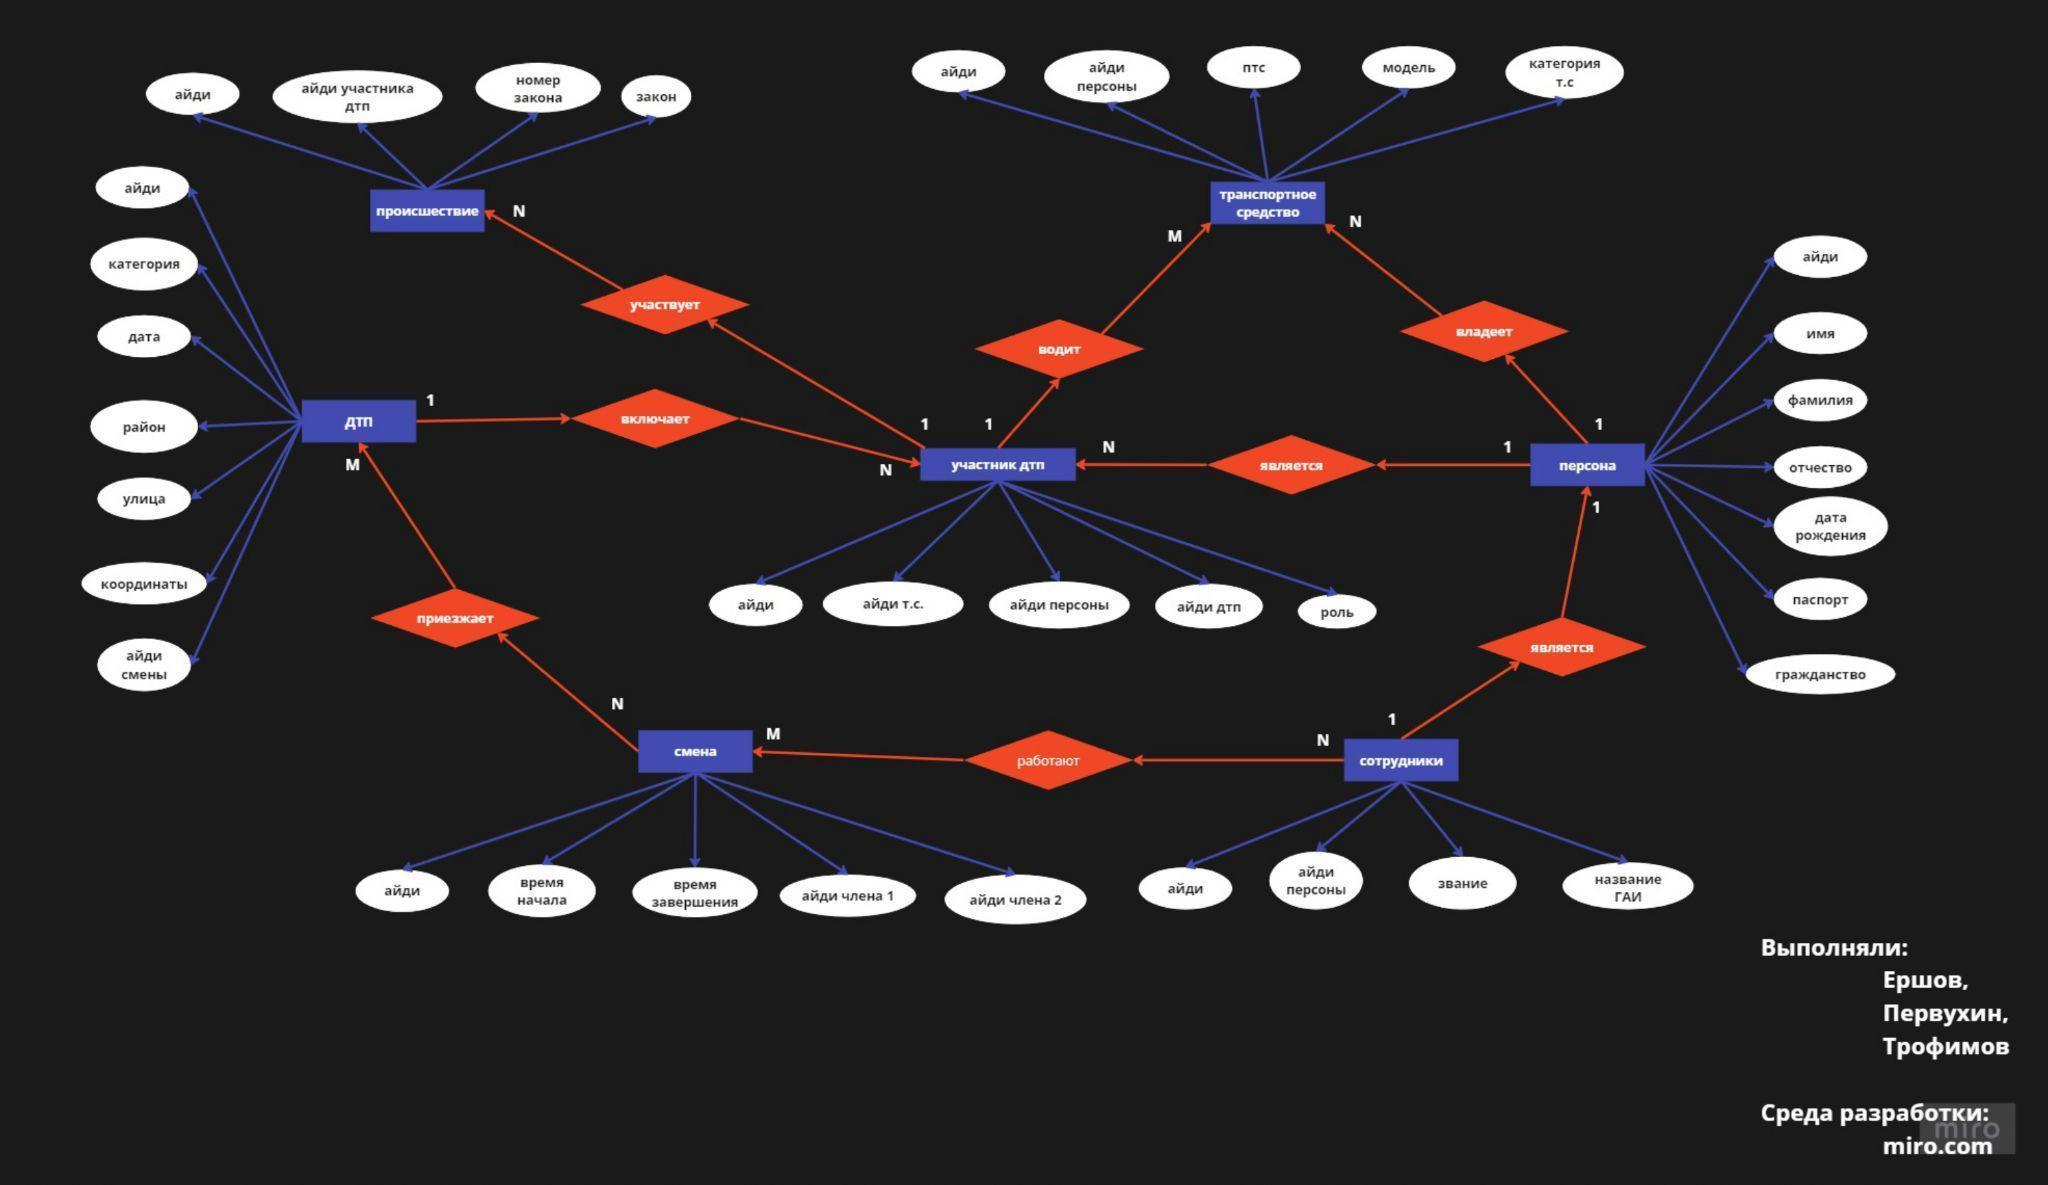 айди
айди участника
дтп
номер
закона
закон
айди
айди
персоны
птс
модель
категория
т.с
айди
категория
дата
район
улица
координаты
айди
смены
происшествие
N
транспортное
средство
M
N
участвует
водит
владеет
айди
имя
фамилия
отчество
дата
рождения
паспорт
гражданство
ДТП
1
M
включает
1
1
N
участник дтп
N
является
1
1
персона
1
айди
айди т.с.
айди персоны
айди дтп
роль
приезжает
является
N
1
смена
M
работают
N
сотрудники
айди
время
начала
время
завершения
айди члена 1
айди члена 2
айди
айди
персоны
звание
название
ГАИ
Выполняли:
Ершов,
Первухин,
Трофимов
Среда разработки:
miro
miro.com